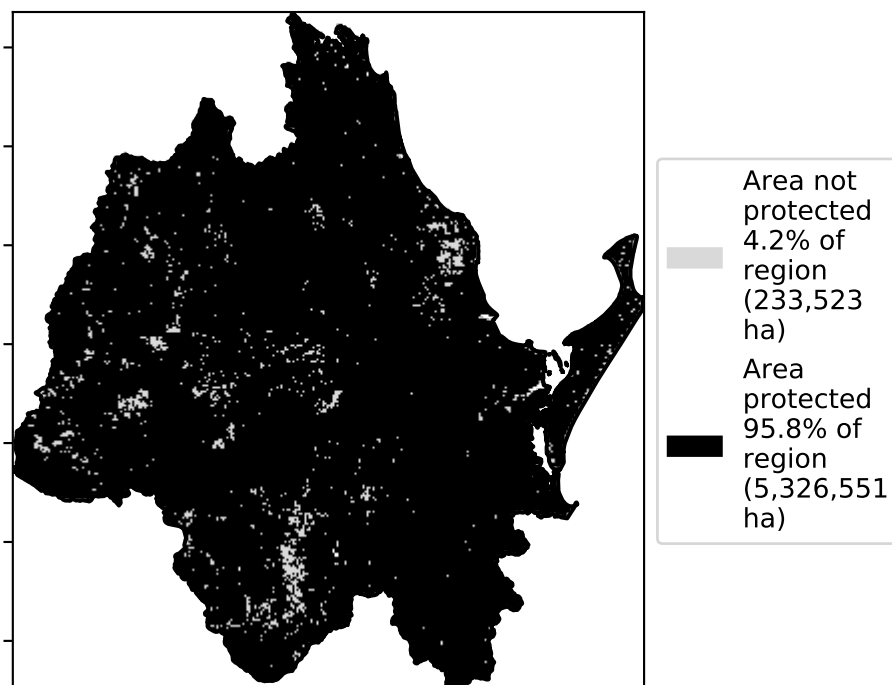 Area not
protected
4.2% of
region
(233,523
ha)
Area
protected
95.8% of
region
(5,326,551
ha)